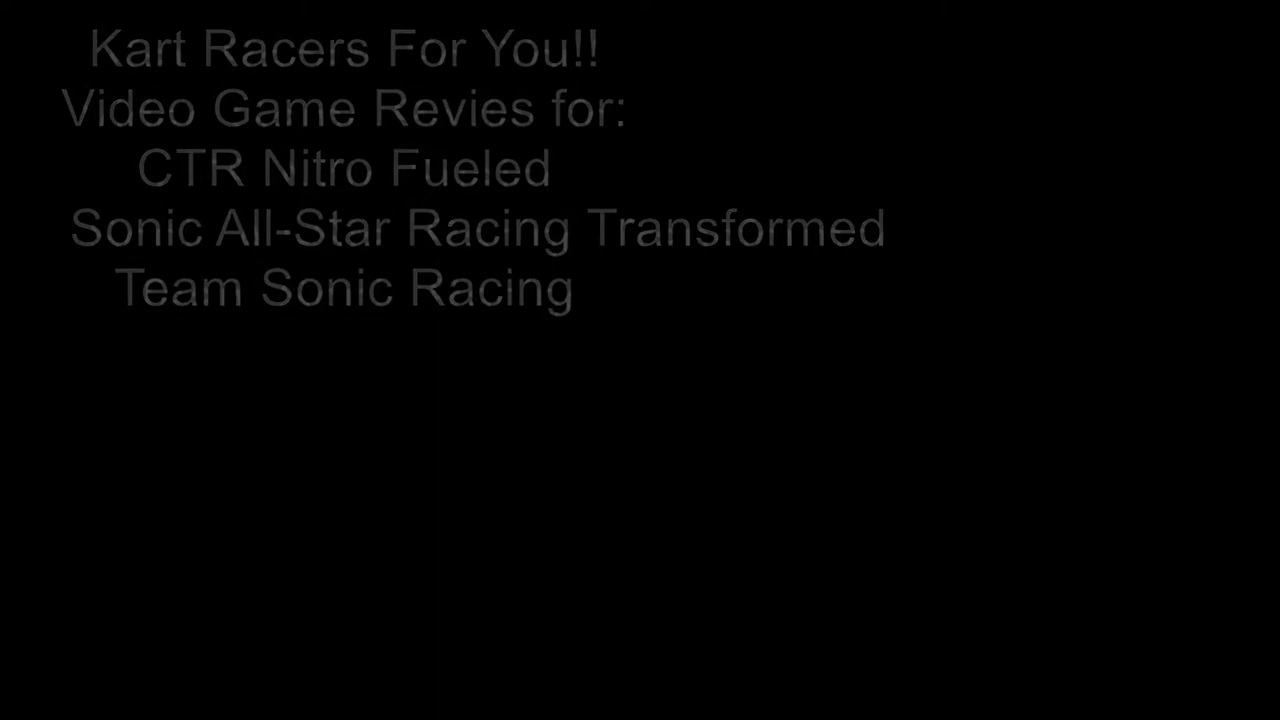 Kart Racers For You!!
Video Game Revies for:
CTR Nitro Fueled
Sonic All-Star Racing Transformed
Team Sonic Racing